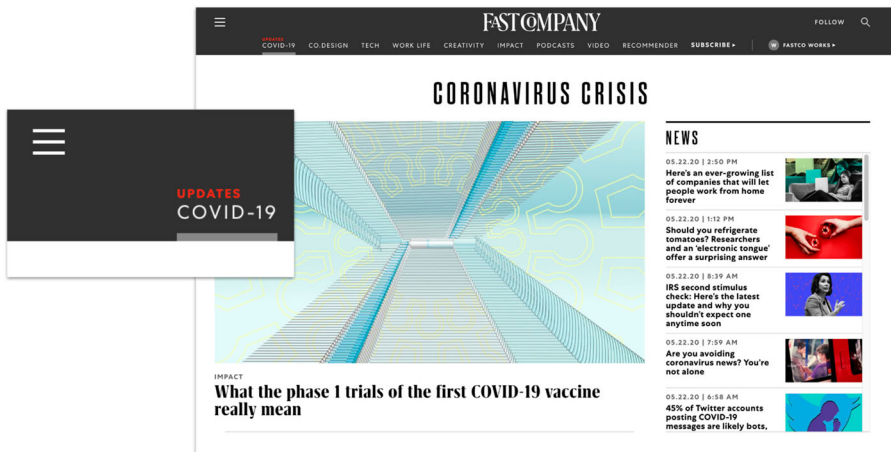 FAST COMPANY
FOLLOW
UPDATES
COVID-19 CO.DESIGN TECH WORK LIFE CREATIVITY IMPACT PODCASTS VIDEO RECOMMENDER SUBSCRIBE ▸ W FASTCO WORKS ▸
CORONAVIRUS CRISIS
UPDATES
COVID-19
IMPACT
What the phase 1 trials of the first COVID-19 vaccine
really mean
NEWS
05.22.20 | 2:50 PM
Here's an ever-growing list
of companies that will let
people work from home
forever
05.22.20 | 1:12 PM
Should you refrigerate
tomatoes? Researchers
and an 'electronic tongue'
offer a surprising answer
05.22.20 | 8:39 AM
IRS second stimulus
check: Here's the latest
update and why you
shouldn't expect one
anytime soon
05.22.20 | 7:59 AM
Are you avoiding
coronavirus news? You're
not alone
05.22.20 | 6:58 AM
45% of Twitter accounts
posting COVID-19
messages are likely bots,